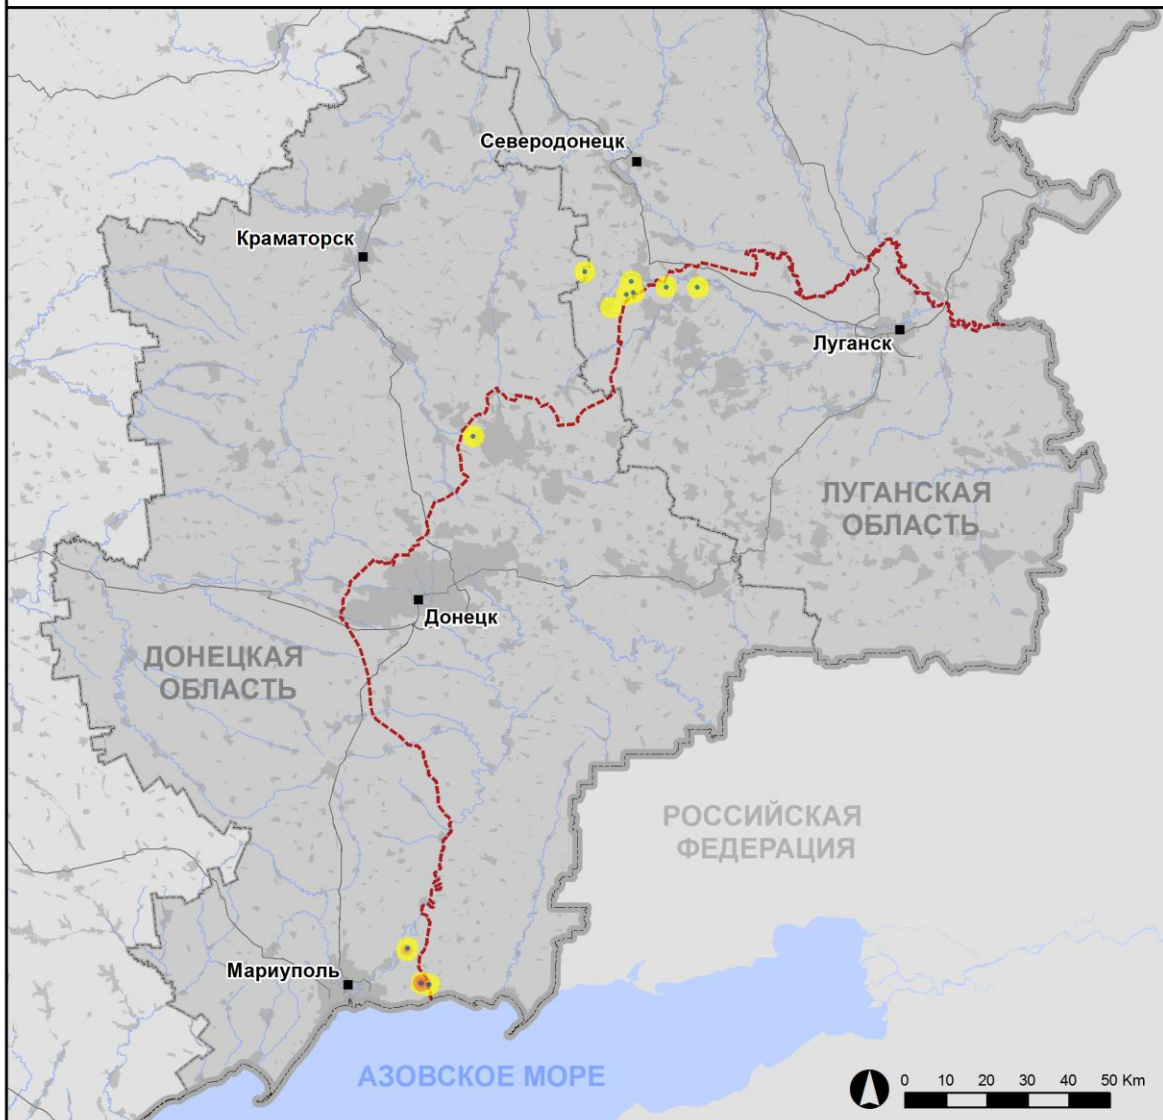 Северодонецк
Краматорск
Луганск
ЛУГАНСКАЯ
ОБЛАСТЬ
Донецк
ДОНЕЦКАЯ
ОБЛАСТЬ
РОССИЙСКАЯ
ФЕДЕРАЦИЯ
Мариуполь
АЗОВСКОЕ МОРЕ
0 10 20 30 40 50 Km